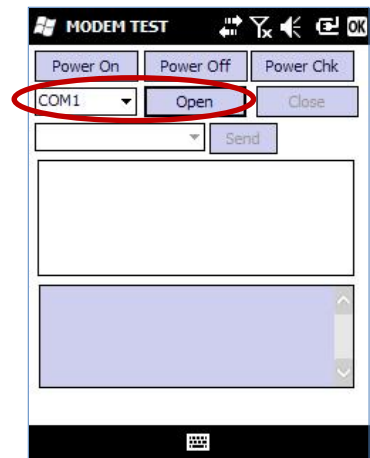 MODEM TEST OK
Power On Power Off Power Chk
COM1 Open Close
Send